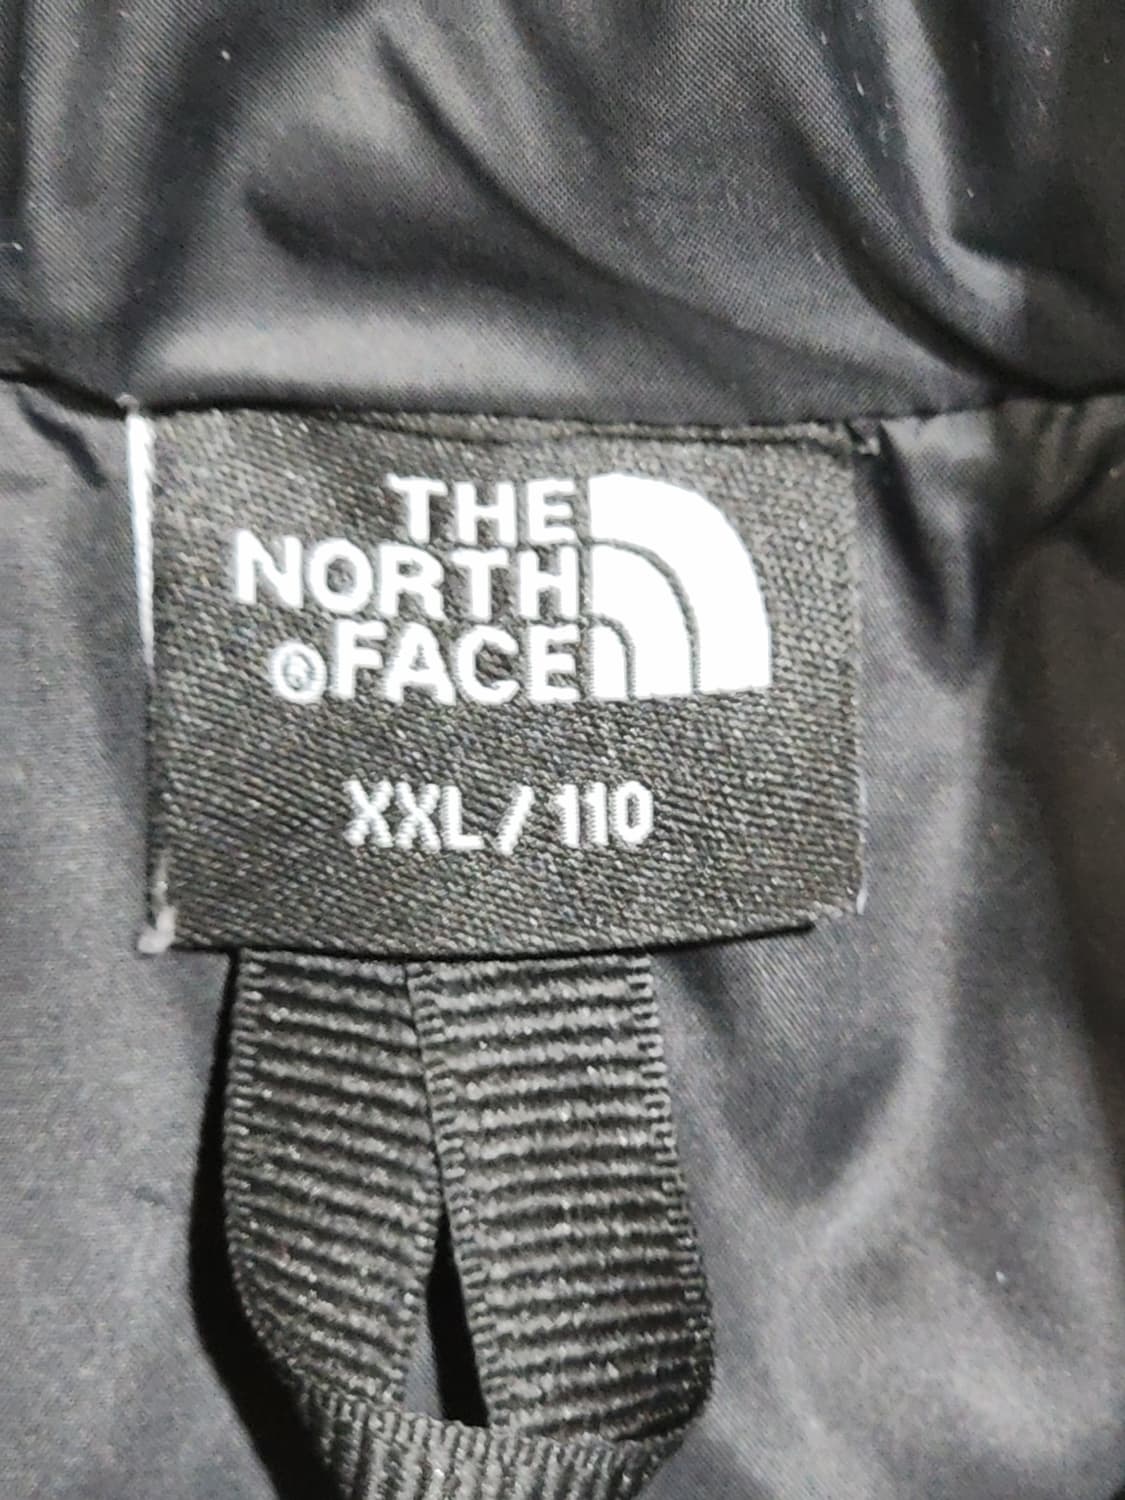 THE
NORTH
®FACE
XXL/110